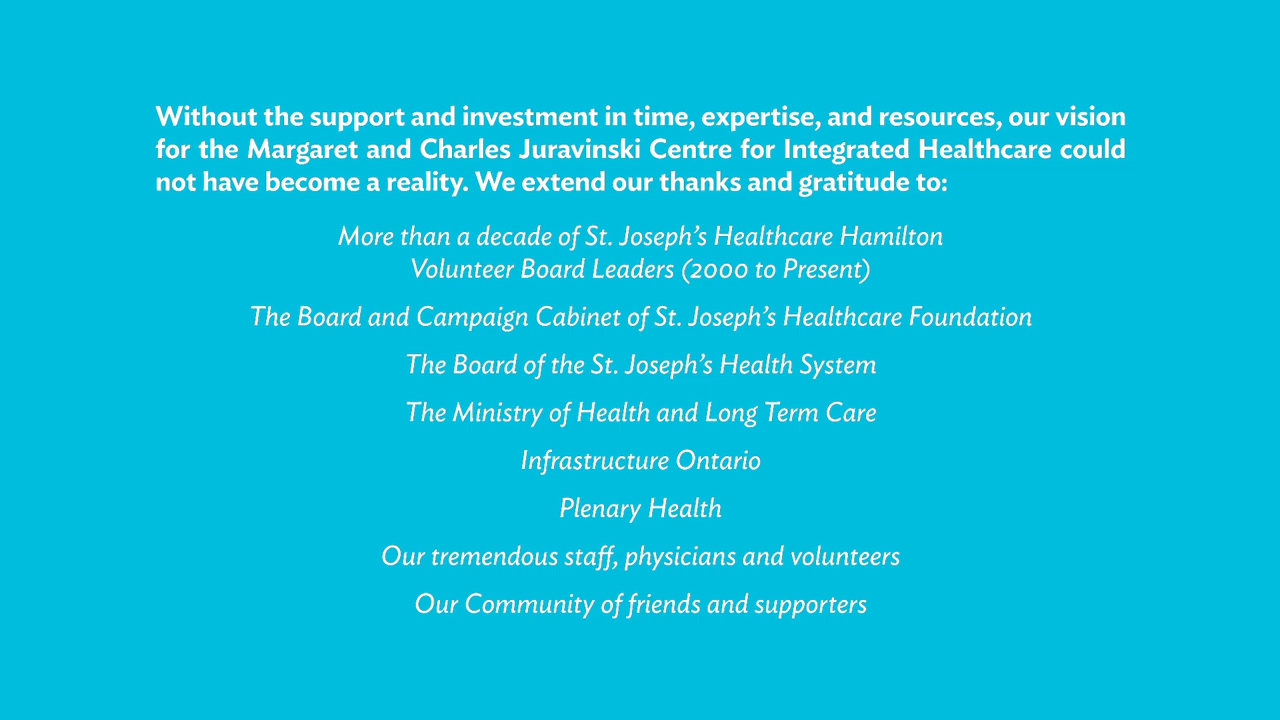 Without the support and investment in time, expertise, and resources, our vision
for the Margaret and Charles Juravinski Centre for Integrated Healthcare could
not have become a reality. We extend our thanks and gratitude to:
More than a decade of St. Joseph’s Healthcare Hamilton
Volunteer Board Leaders (2000 to Present)
The Board and Campaign Cabinet of St. Joseph’s Healthcare Foundation
The Board of the St. Joseph’s Health System
The Ministry of Health and Long Term Care
Infrastructure Ontario
Plenary Health
Our tremendous staff, physicians and volunteers
Our Community of friends and supporters